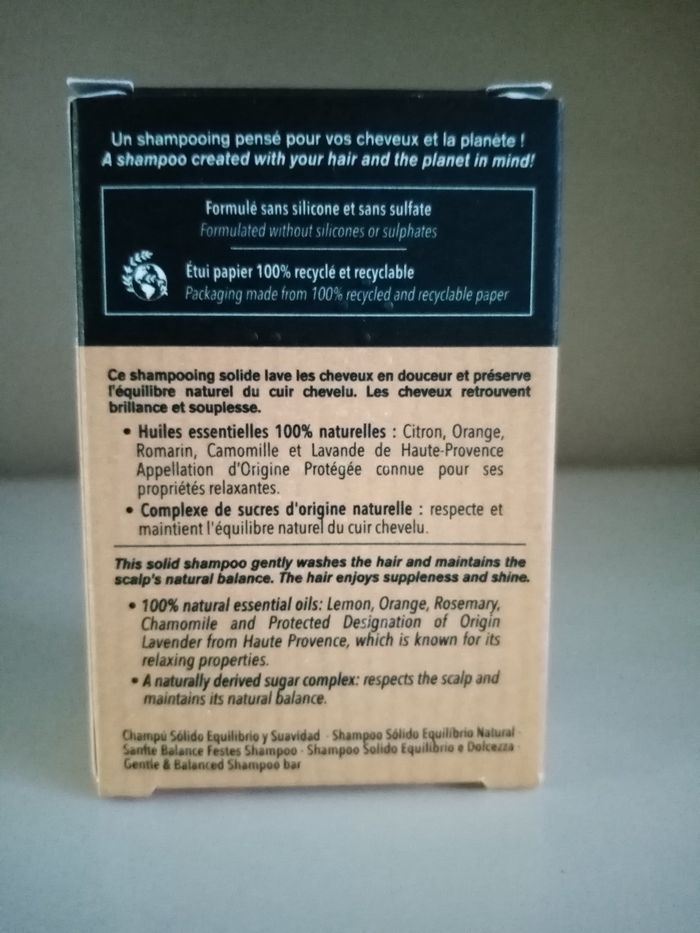 Un shampooing pensé pour vos cheveux et la planète !
A shampoo created with your hair and the planet in mind!
Formulé sans silicone et sans sulfate
Formulated without silicones or sulphates
Étui papier 100% recyclé et recyclable
Packaging made from 100% recycled and recyclable paper
Ce shampooing solide lave les cheveux en douceur et préserve
l'équilibre naturel du cuir chevelu. Les cheveux retrouvent
brillance et souplesse.
• Huiles essentielles 100% naturelles : Citron, Orange,
Romarin, Camomille et Lavande de Haute-Provence
Appellation d'Origine Protégée connue pour ses
propriétés relaxantes.
• Complexe de sucres d'origine naturelle : respecte et
maintient l'équilibre naturel du cuir chevelu.
This solid shampoo gently washes the hair and maintains the
scalp's natural balance. The hair enjoys suppleness and shine.
• 100% natural essential oils: Lemon, Orange, Rosemary,
Chamomile and Protected Designation of Origin
Lavender from Haute Provence, which is known for its
relaxing properties.
• A naturally derived sugar complex: respects the scalp and
maintains its natural balance.
Champú Sólido Equilibrio y Suavidad · Shampoo Sólido Equilíbrio Natural ·
Sanfte Balance Festes Shampoo · Shampoo Solido Equilibrio e Dolcezza ·
Gentle & Balanced Shampoo bar